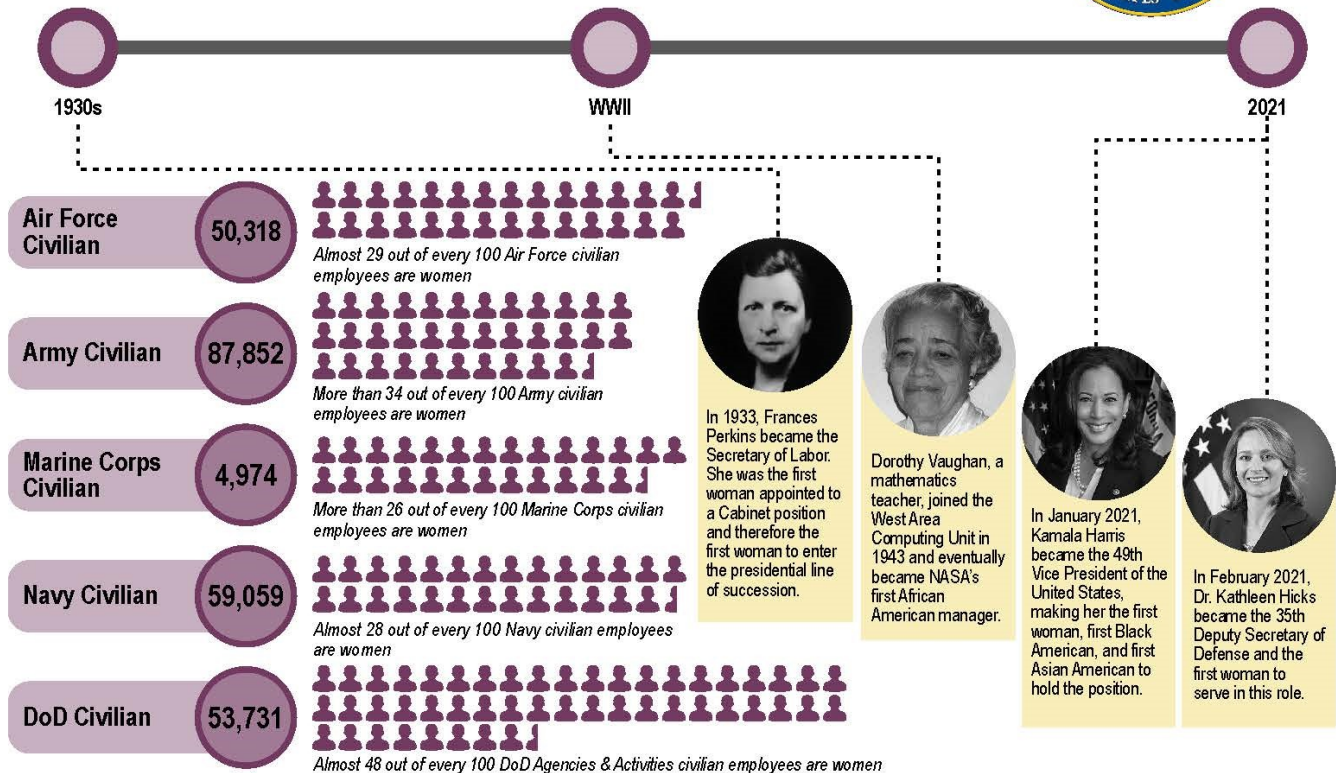 1930s
WWII
2021
Air Force
Civilian
50,318
Almost 29 out of every 100 Air Force civilian
employees are women
Army Civilian
87,852
More than 34 out of every 100 Army civilian
employees are women
Marine Corps
Civilian
4,974
More than 26 out of every 100 Marine Corps civilian
employees are women
Navy Civilian
59,059
Almost 28 out of every 100 Navy civilian employees
are women
DoD Civilian
53,731
Almost 48 out of every 100 DoD Agencies & Activities civilian employees are women
In 1933, Frances
Perkins became the
Secretary of Labor.
She was the first
woman appointed to
a Cabinet position
and therefore the
first woman to enter
the presidential line
of succession.
Dorothy Vaughan, a
mathematics
teacher, joined the
West Area
Computing Unit in
1943 and eventually
became NASA's
first African
American manager.
In January 2021,
Kamala Harris
became the 49th
Vice President of the
United States,
making her the first
woman, first Black
American, and first
Asian American to
hold the position.
In February 2021,
Dr. Kathleen Hicks
became the 35th
Deputy Secretary of
Defense and the
first woman to
serve in this role.